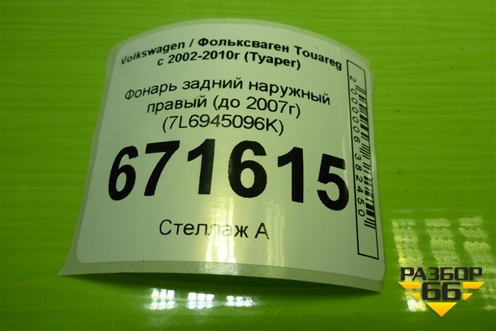 Volkswagen / Фольксваген Touareg
с 2002-2010г (Туарег)
Фонарь задний наружный
правый (до 2007г)
(7L6945096K)
671615
Стеллаж А
2000006382450
РАЗБОР
66